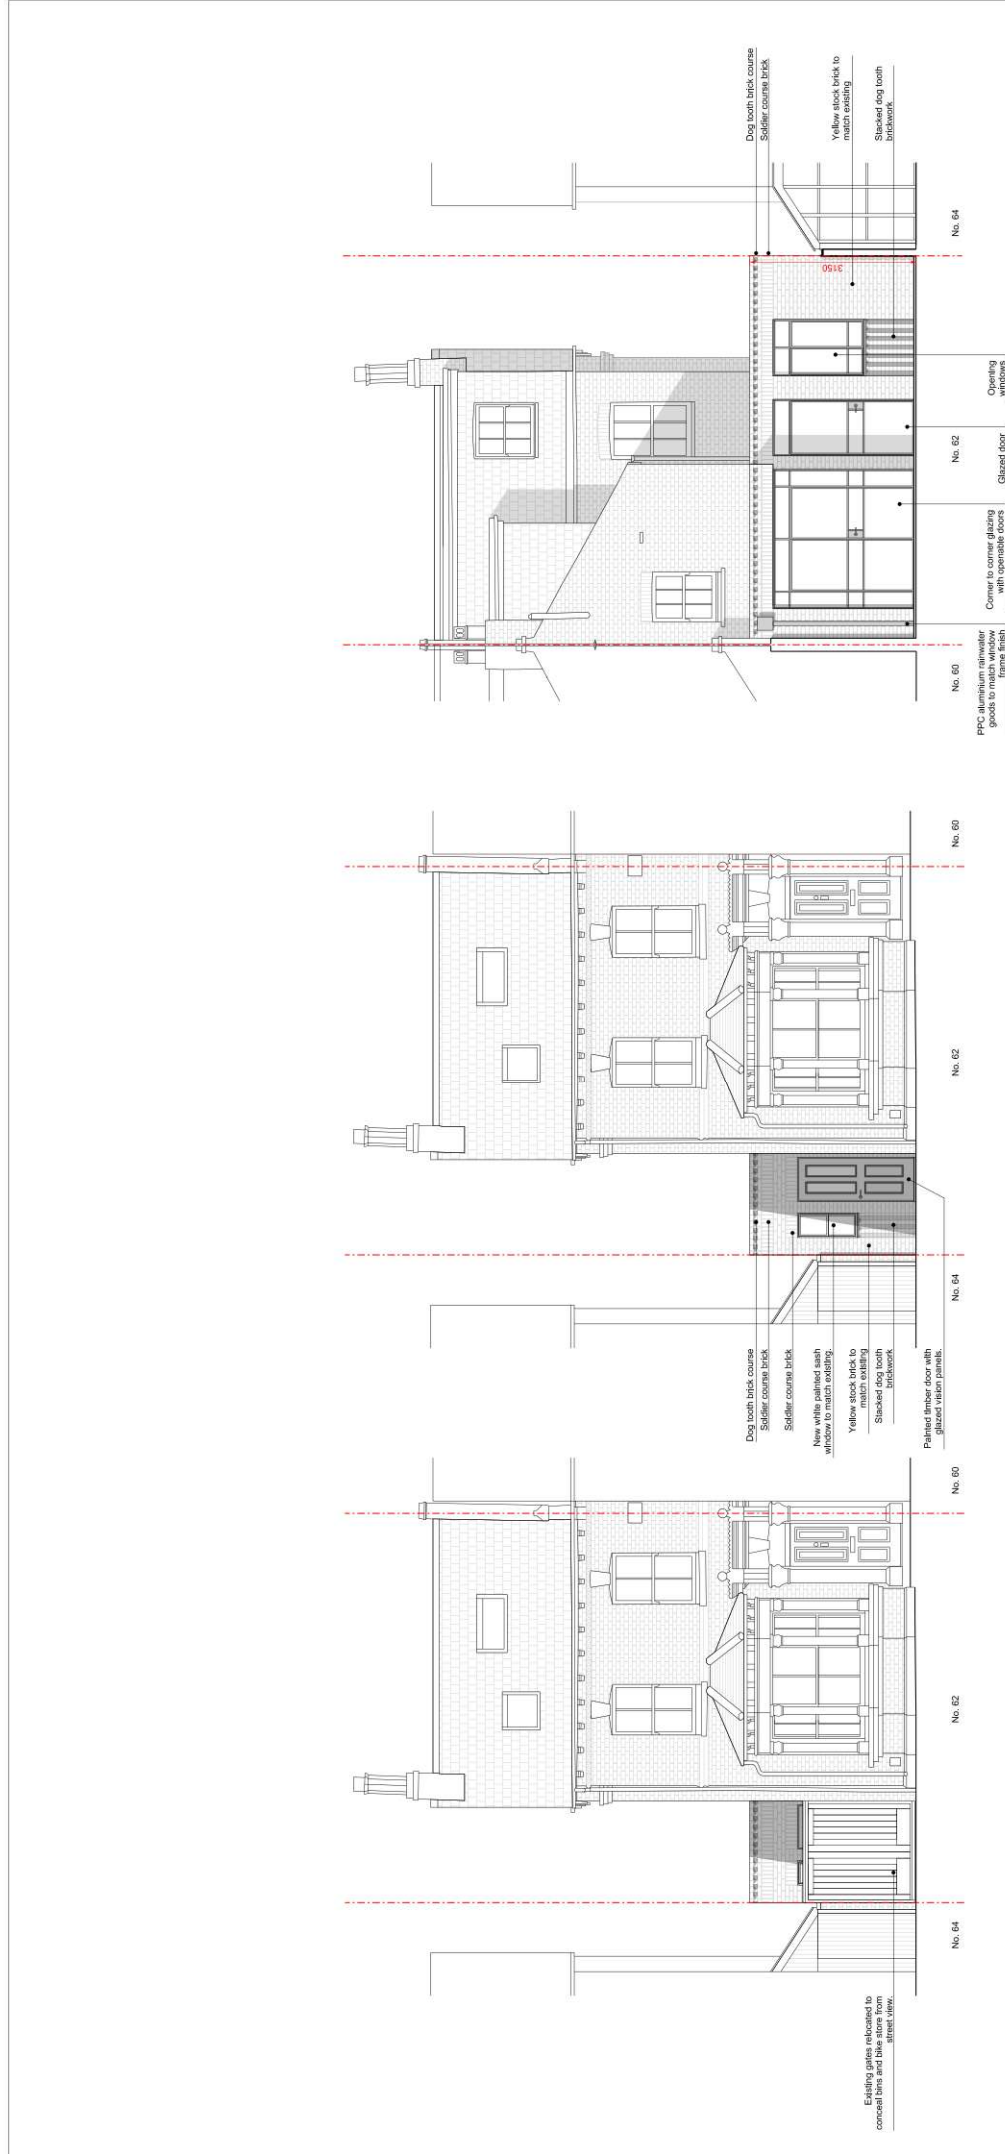 Existing gates relocated to
conceal bins and bike store from
street view.
No. 64
No. 62
No. 60
Dog tooth brick course
Soldier course brick
Soldier course brick
New white painted sash
window to match existing.
Yellow stock brick to
match existing
Stacked dog tooth
brickwork
Painted timber door with
glazed vision panels.
No. 64
No. 62
No. 60
PPC aluminium rainwater
goods to match window
frame finish
Corner to corner glazing
with openable doors
Glazed door
Opening
windows
No. 60
No. 62
No. 64
3150
Dog tooth brick course
Soldier course brick
Yellow stock brick to
match existing
Stacked dog tooth
brickwork